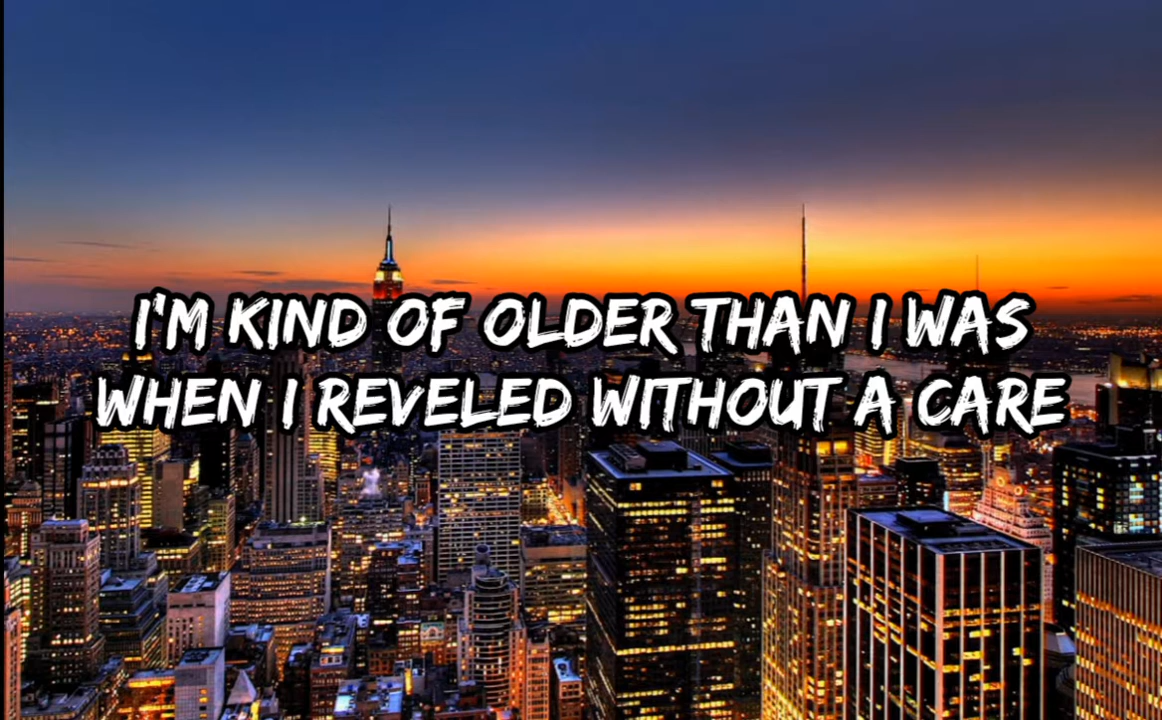 I'M KIND OF OLDER THAN I WAS
WHEN I REVELED WITHOUT A CARE